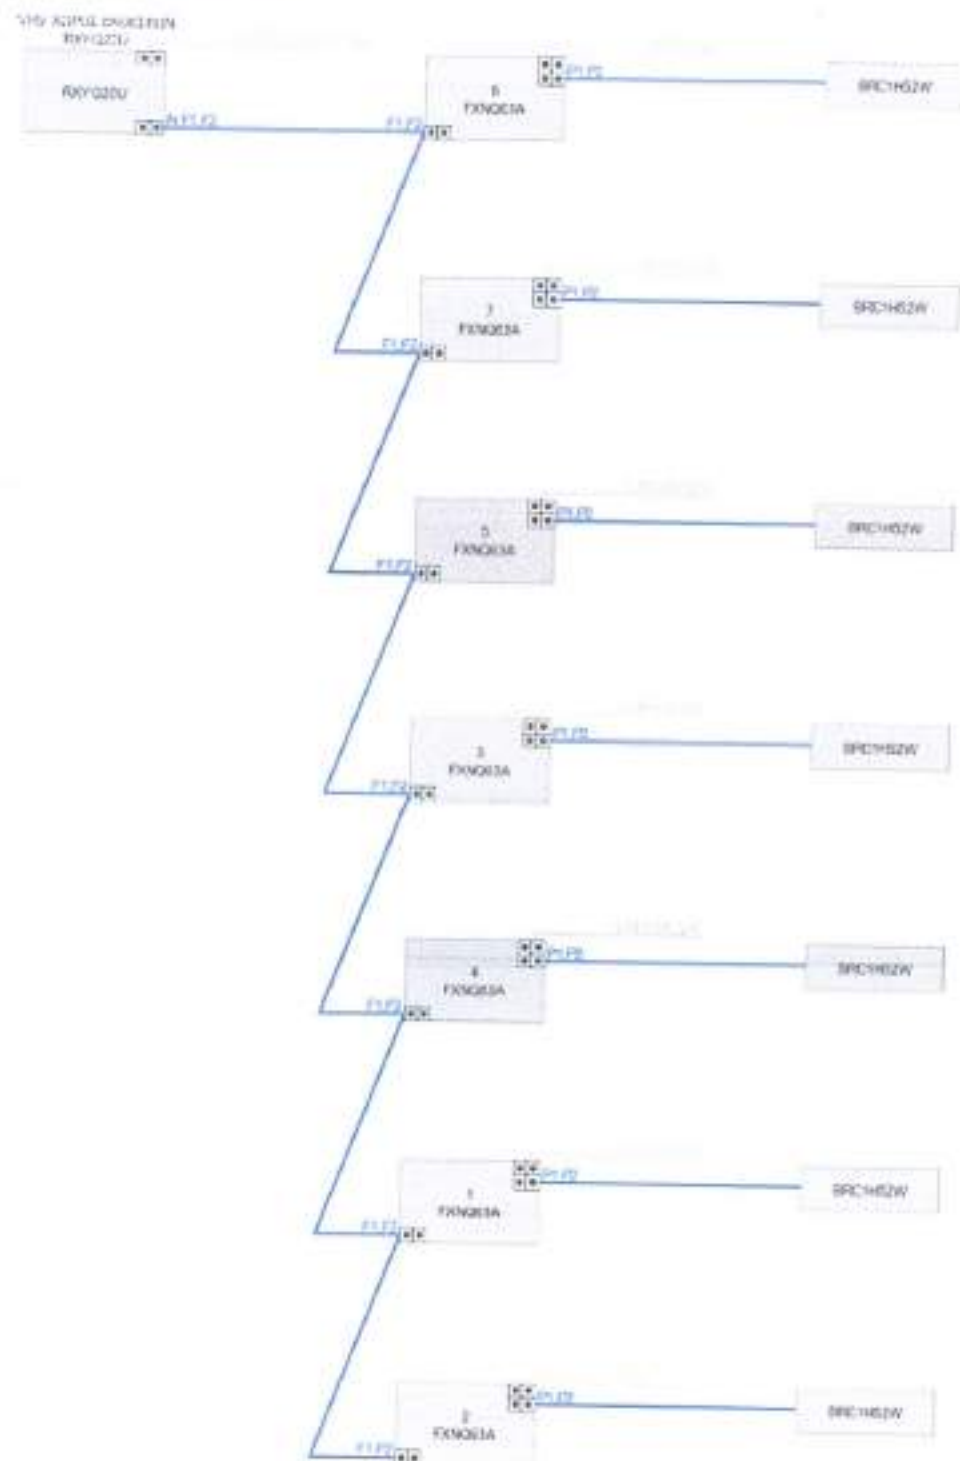 RXYQ20U
RXYQ20U
IN F1,F2
F1,F2
6
FXNQ63A
P1,P2
BRC1H52W
F1,F2
7
FXNQ63A
P1,P2
BRC1H52W
F1,F2
5
FXNQ63A
P1,P2
BRC1H52W
F1,F2
3
FXNQ63A
P1,P2
BRC1H52W
F1,F2
4
FXNQ63A
P1,P2
BRC1H52W
F1,F2
1
FXNQ63A
P1,P2
BRC1H52W
F1,F2
2
FXNQ63A
P1,P2
BRC1H52W